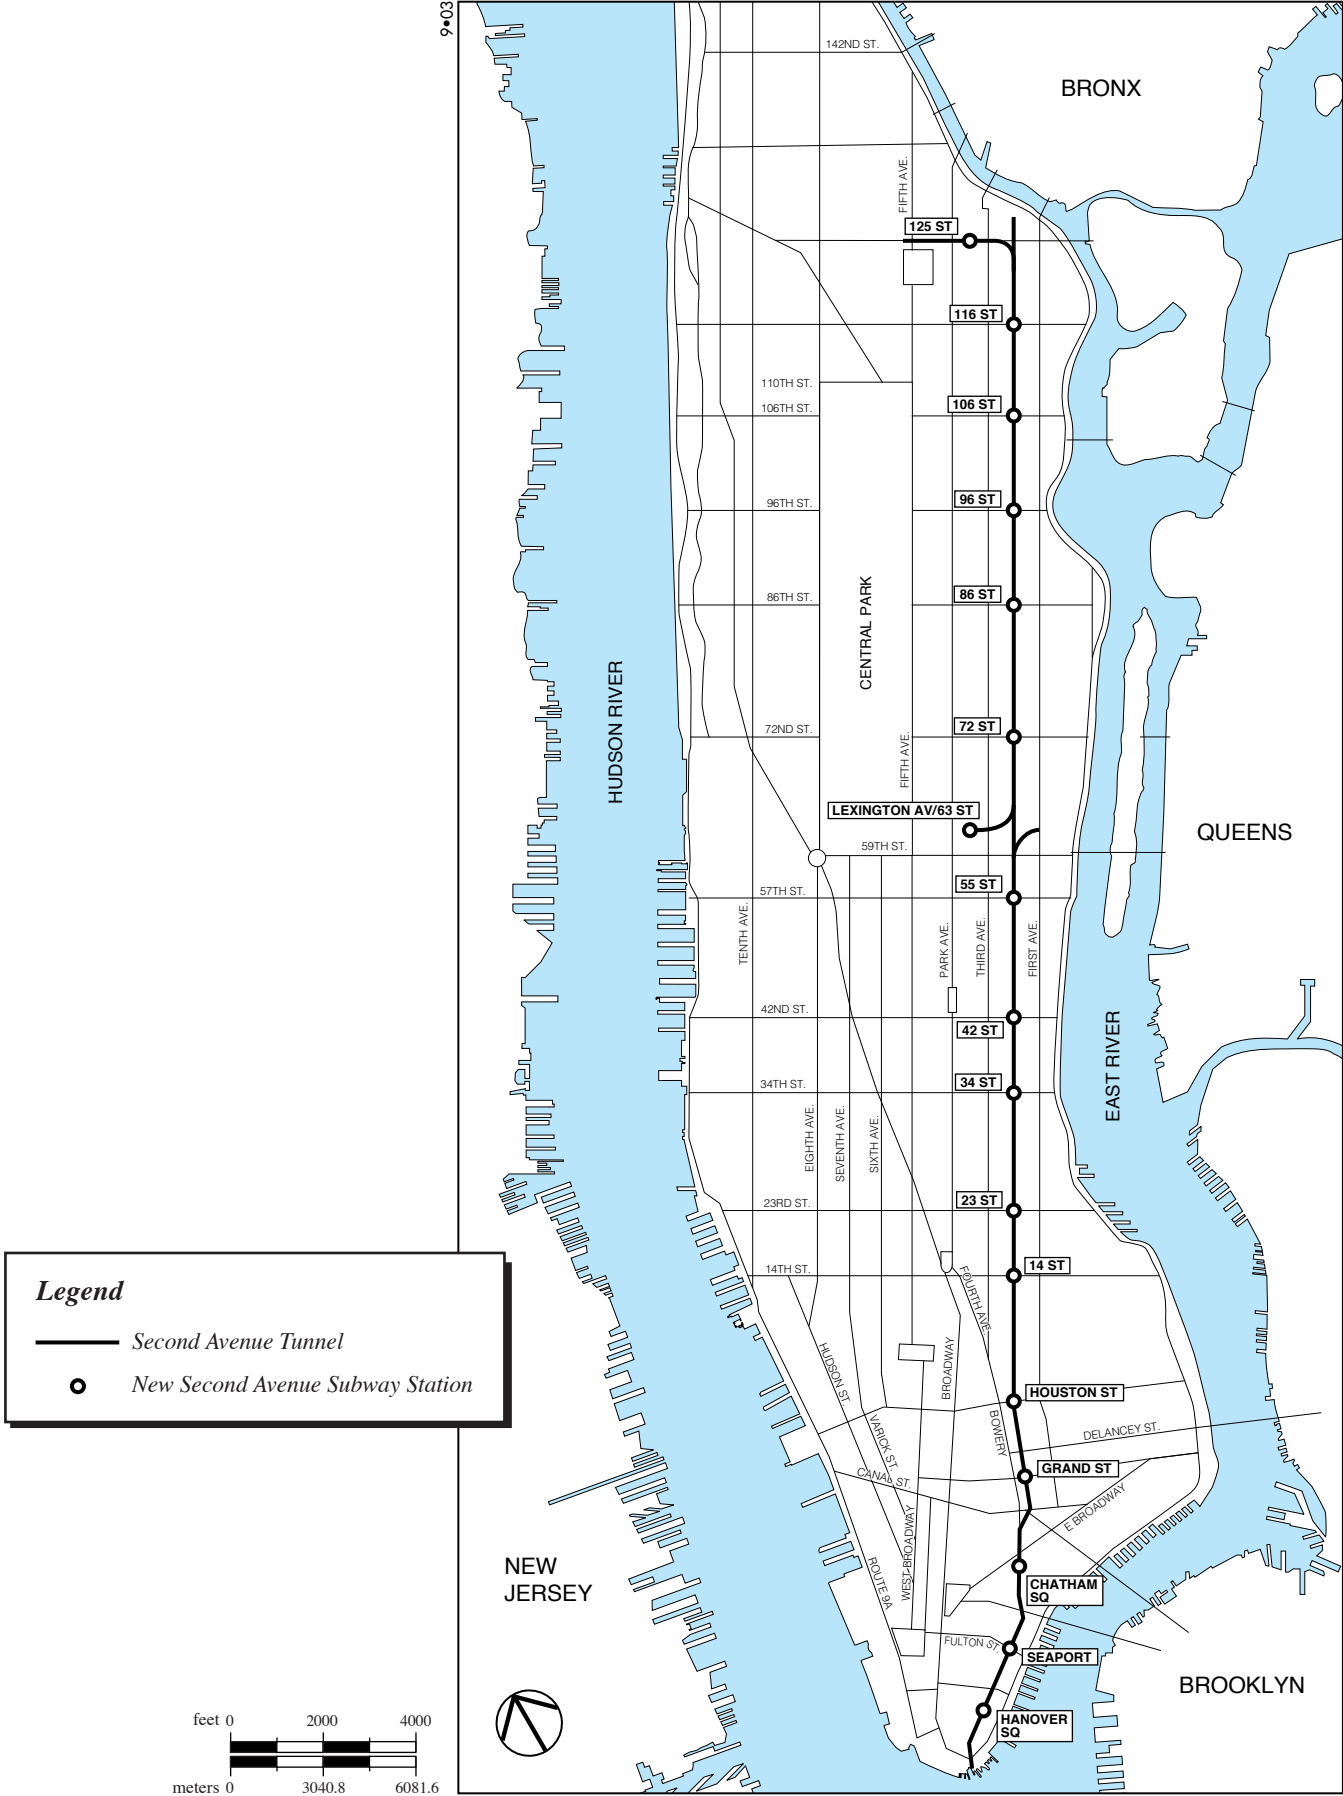 9•03
142ND ST.
BRONX
FIFTH AVE.
125 ST
116 ST
110TH ST.
106TH ST.
106 ST
96TH ST.
96 ST
86TH ST.
86 ST
CENTRAL PARK
HUDSON RIVER
72ND ST.
72 ST
FIFTH AVE.
LEXINGTON AV/63 ST
QUEENS
59TH ST.
57TH ST.
55 ST
TENTH AVE.
PARK AVE.
THIRD AVE.
FIRST AVE.
42ND ST.
42 ST
EAST RIVER
34TH ST.
34 ST
EIGHTH AVE.
SEVENTH AVE.
SIXTH AVE.
23RD ST.
23 ST
14TH ST.
14 ST
FOURTH AVE.
Legend
Second Avenue Tunnel
New Second Avenue Subway Station
HUDSON ST.
BROADWAY
HOUSTON ST
VARICK ST.
BOWERY
DELANCEY ST.
CANAL ST.
GRAND ST
E BROADWAY
WEST BROADWAY
ROUTE 9A
NEW
JERSEY
CHATHAM
SQ
FULTON ST.
SEAPORT
BROOKLYN
HANOVER
SQ
feet 0 2000 4000
meters 0 3040.8 6081.6